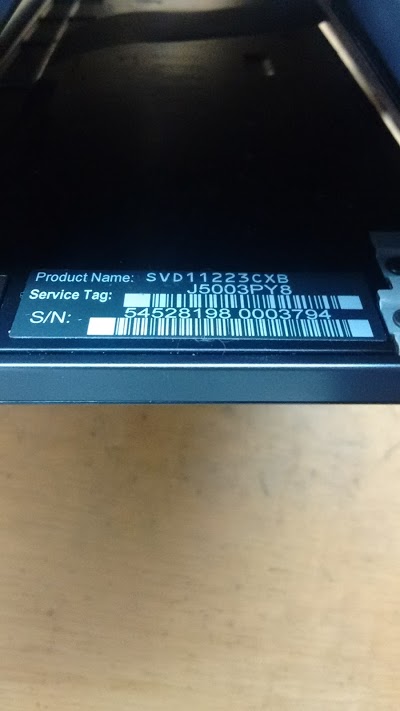 Product Name: SVD11223CXB
Service Tag: J5003PY8
S/N: 54528198 0003794